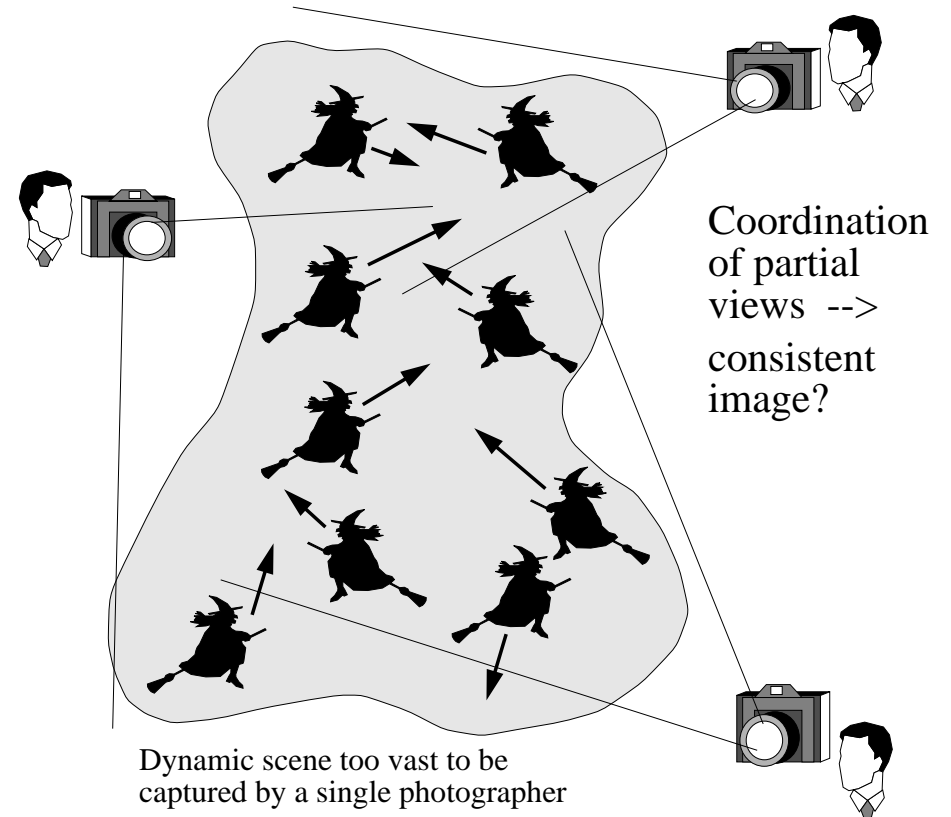 Coordination
of partial
views -->
consistent
image?
Dynamic scene too vast to be
captured by a single photographer